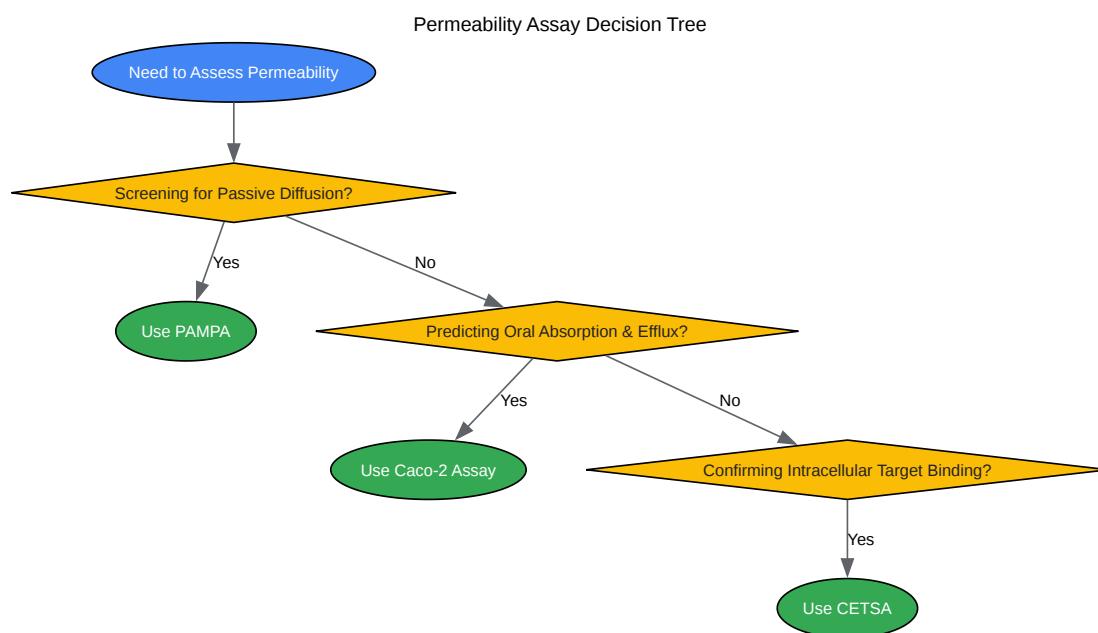 Permeability Assay Decision Tree
Need to Assess Permeability
Screening for Passive Diffusion?
Yes
No
Use PAMPA
Predicting Oral Absorption & Efflux?
Yes
No
Use Caco-2 Assay
Confirming Intracellular Target Binding?
Yes
Use CETSA